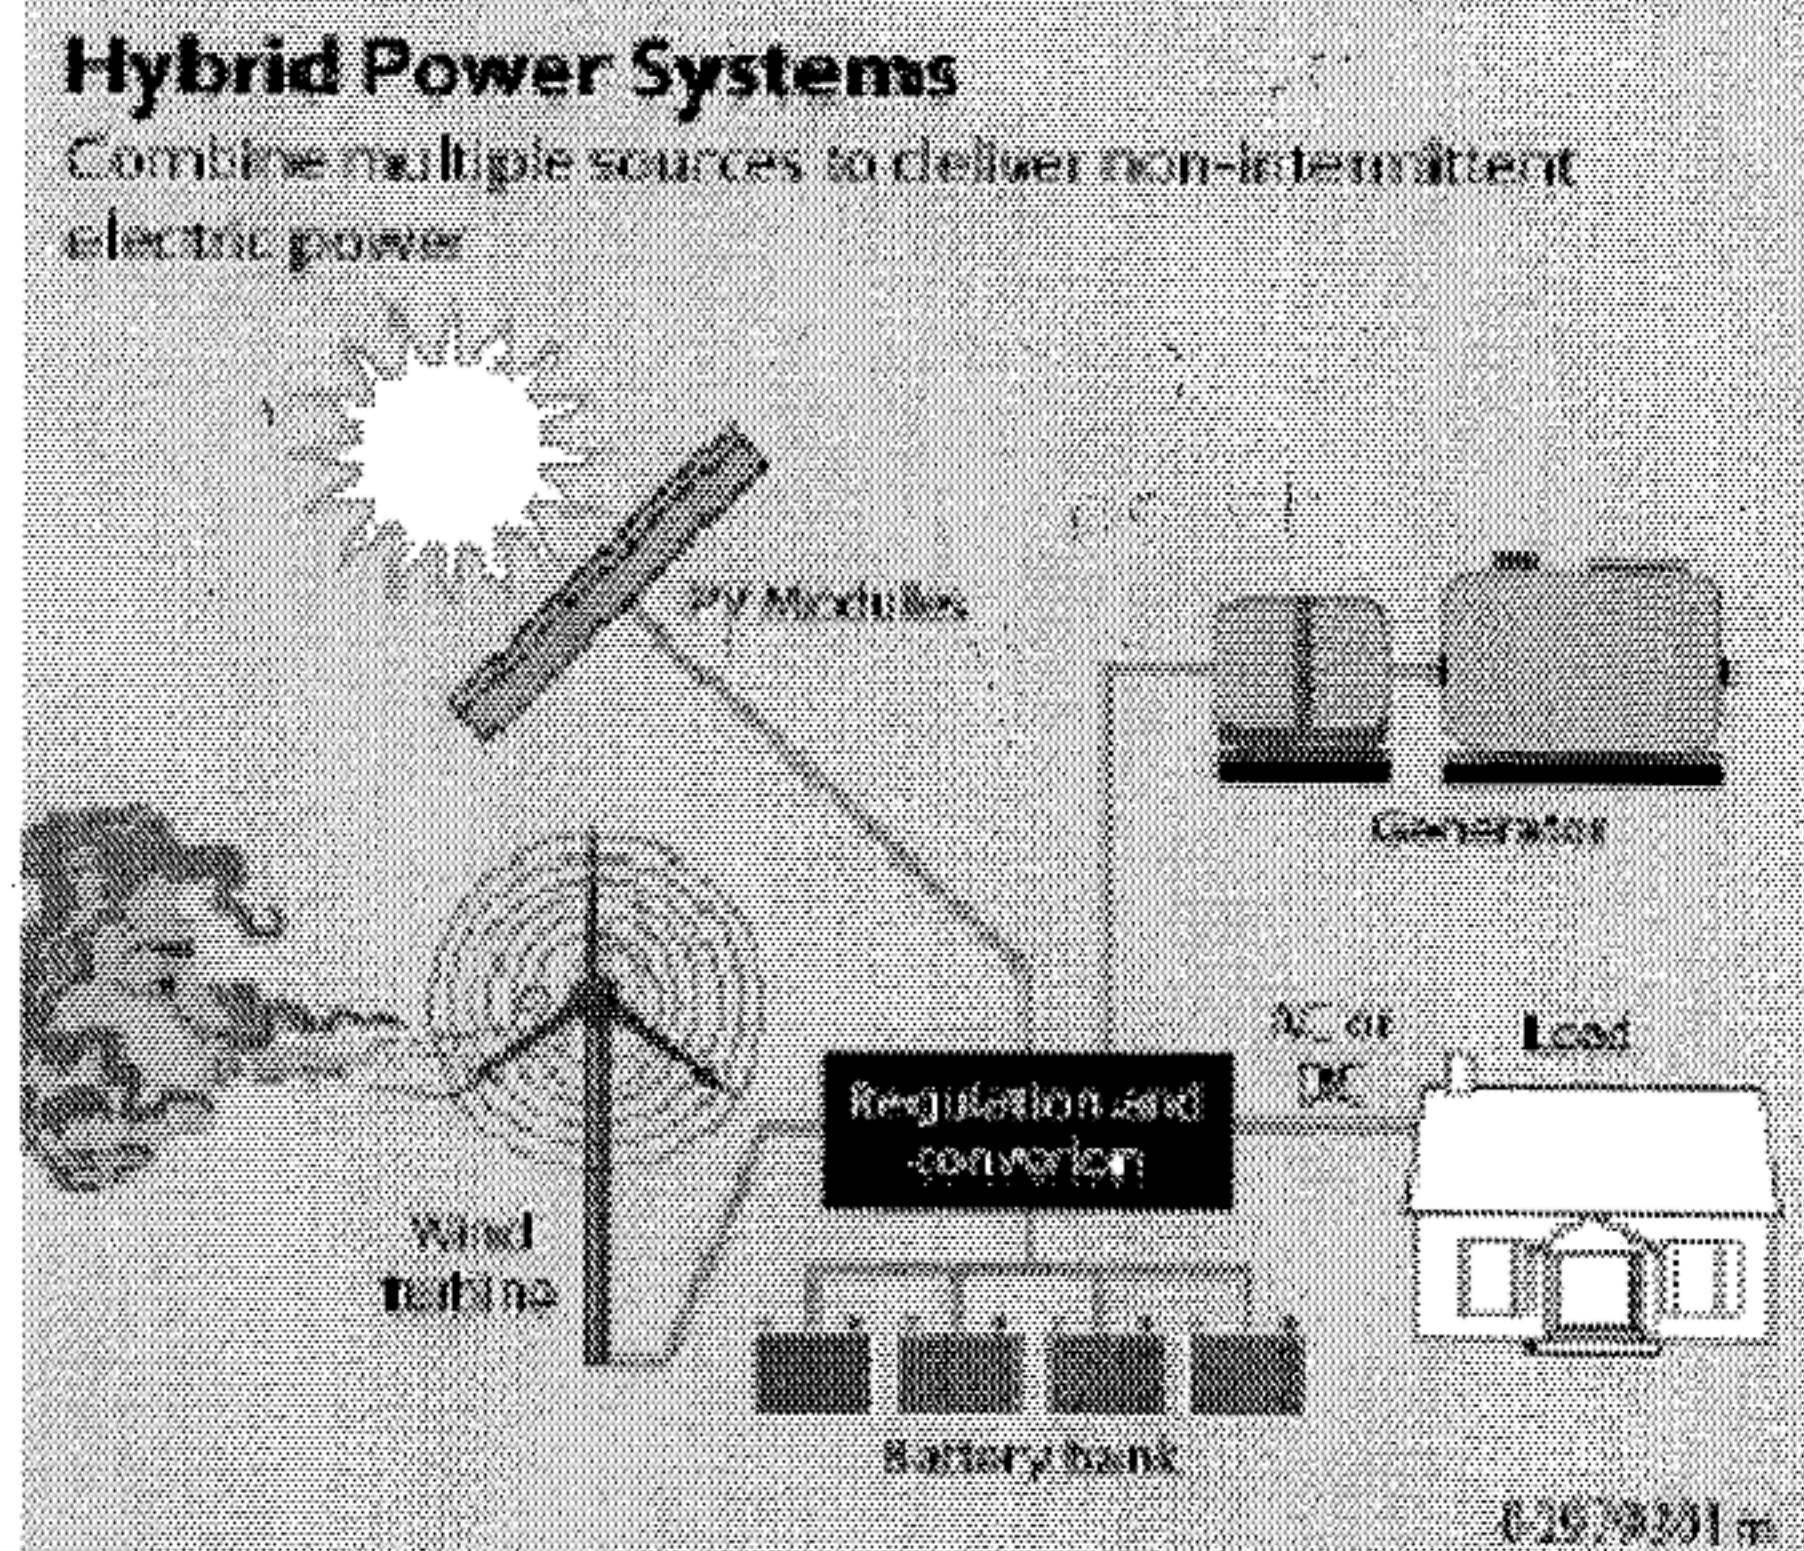 Hybrid Power Systems
Combine multiple sources to deliver non-intermittent
electric power
PV Modules
Generator
AC or
DC
Load
Regulation and
converion
Wind
Turbine
Battery bank